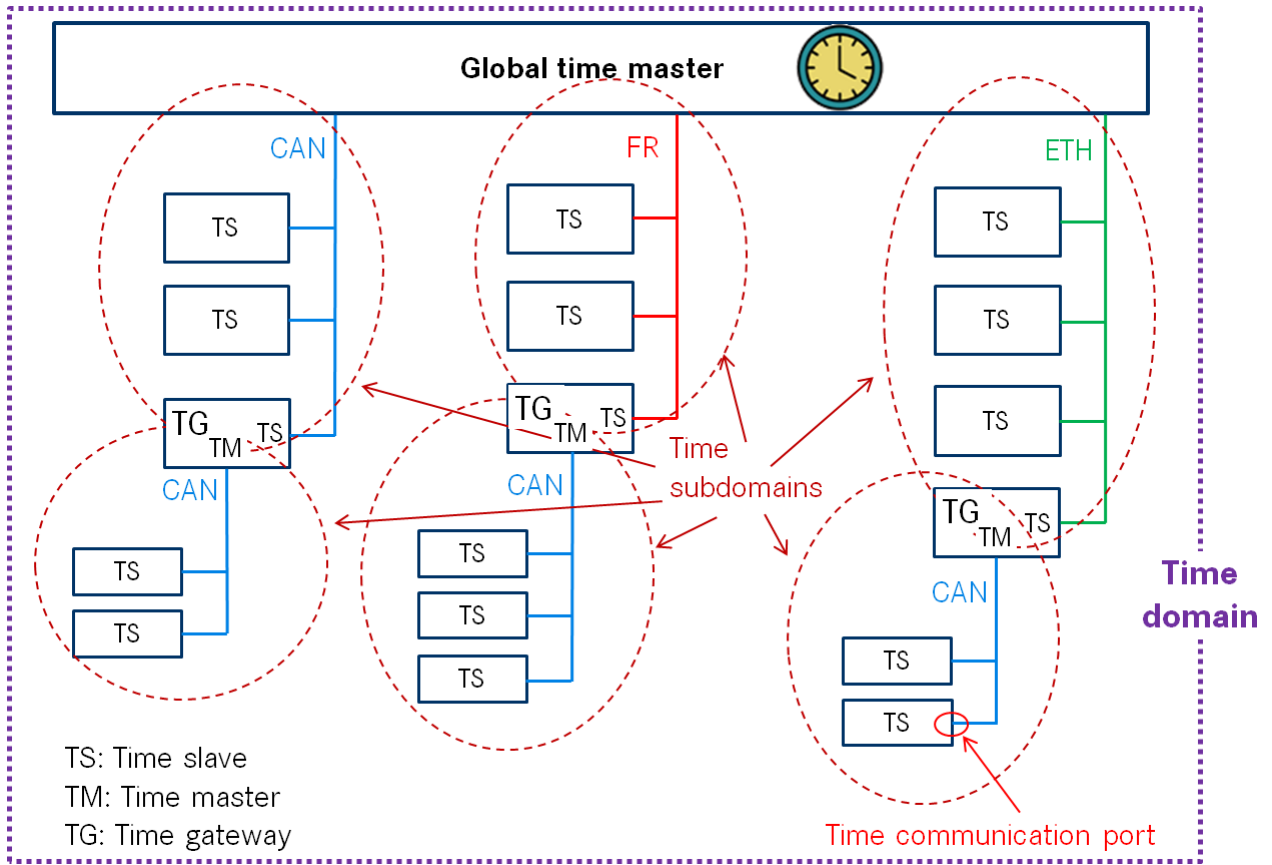 Global time master
CAN
FR
ETH
TS
TS
TS
TS
TS
TS
TS
TG
TM
TS
TG
TM
TS
Time
subdomains
CAN
CAN
TG
TM
TS
TS
TS
TS
TS
TS
CAN
Time
domain
TS
TS
TS: Time slave
TM: Time master
TG: Time gateway
Time communication port